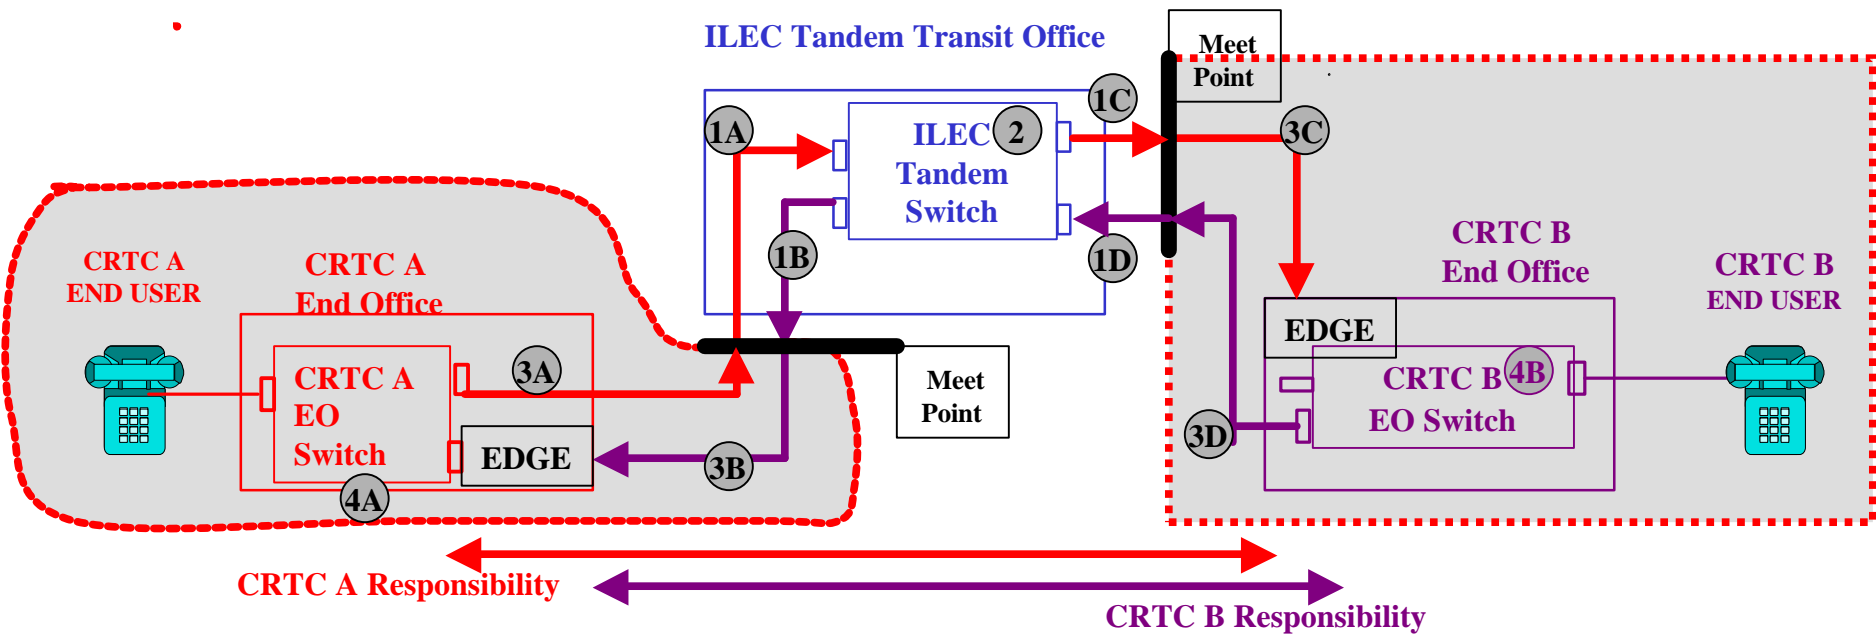 ILEC Tandem Transit Office
Meet
Point
1C
1A
ILEC
2
3C
Tandem
Switch
1B
1D
CRTC A
END USER
CRTC A
End Office
CRTC B
End Office
CRTC B
END USER
EDGE
CRTC A
EO
Switch
3A
Meet
Point
CRTC B
4B
EO Switch
3D
EDGE
3B
4A
CRTC A Responsibility
CRTC B Responsibility